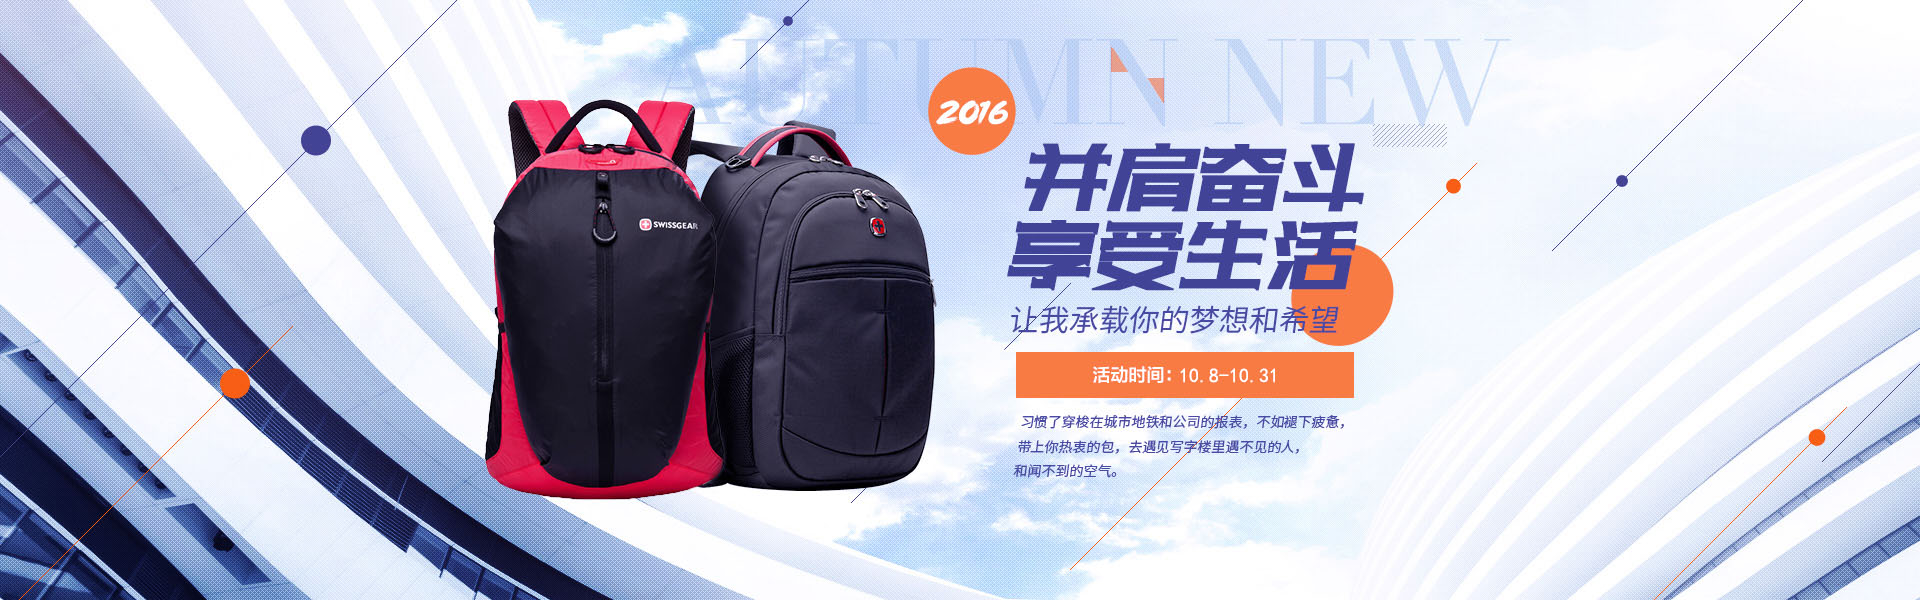 AUTUMN NEW
2016
并肩奋斗
享受生活
让我承载你的梦想和希望
活动时间：10.8-10.31
习惯了穿梭在城市地铁和公司的报表，不如褪下疲惫，
带上你热衷的包，去遇见写字楼里遇不见的人，
和闻不到的空气。
SWISSGEAR